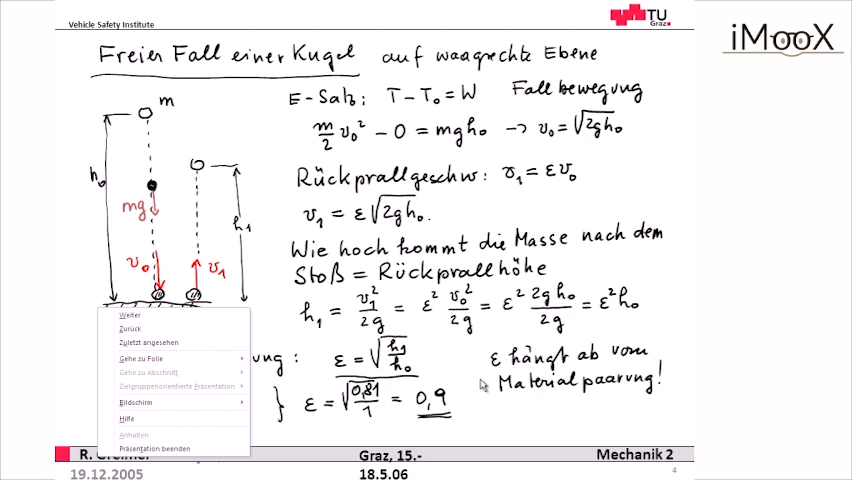 Vehicle Safety Institute
TU
Graz
iMooX
Freier Fall einer Kugel auf waagrechte Ebene
m
E-Satz: T - T₀ = W Fallbewegung
m/2 v₀² - 0 = mgh₀ → v₀ = √2gh₀
h₀
mg
h₁
v₀
v₁
Rückprallgeschw: v₁ = εv₀
v₁ = ε√2gh₀.
Wie hoch kommt die Masse nach dem
Stoß = Rückprallhöhe
h₁ = v₁²/2g = ε² v₀²/2g = ε² 2gh₀/2g = ε²h₀
ung: ε = √h₁/h₀
ε hängt ab von
Materialpaarung!
} ε = √0,81/1 = 0,9
Weiter
Zurück
Zuletzt angesehen
Gehe zu Folie
Gehe zu Abschnitt
Zielgruppenorientierte Präsentation
Bildschirm
Hilfe
Anhalten
Präsentation beenden
Graz, 15.-
18.5.06
Mechanik 2
19.12.2005
4